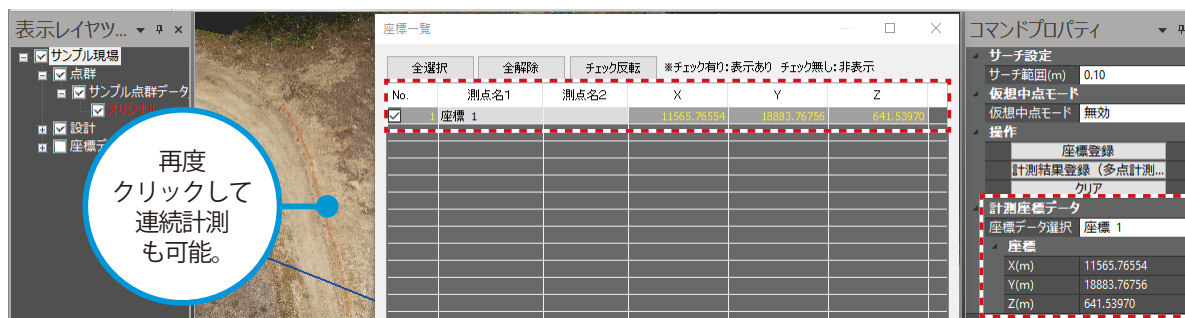 表示レイヤツ...
サンプル現場
点群
サンプル点群データ
オリジナル
設計
再度
クリックして
連続計測
も可能。
座標一覧
全選択 全解除 チェック反転 ※チェック有り:表示あり チェック無し:非表示
No. 測点名1 測点名2 X Y Z
1 座標 1 11565.76554 18883.76756 641.53970
コマンドプロパティ
サーチ設定
サーチ範囲(m) 0.10
仮想中点モード
仮想中点モード 無効
操作
座標登録
計測結果登録（多点計測...
クリア
計測座標データ
座標データ選択 座標 1
座標
X(m) 11565.76554
Y(m) 18883.76756
Z(m) 641.53970